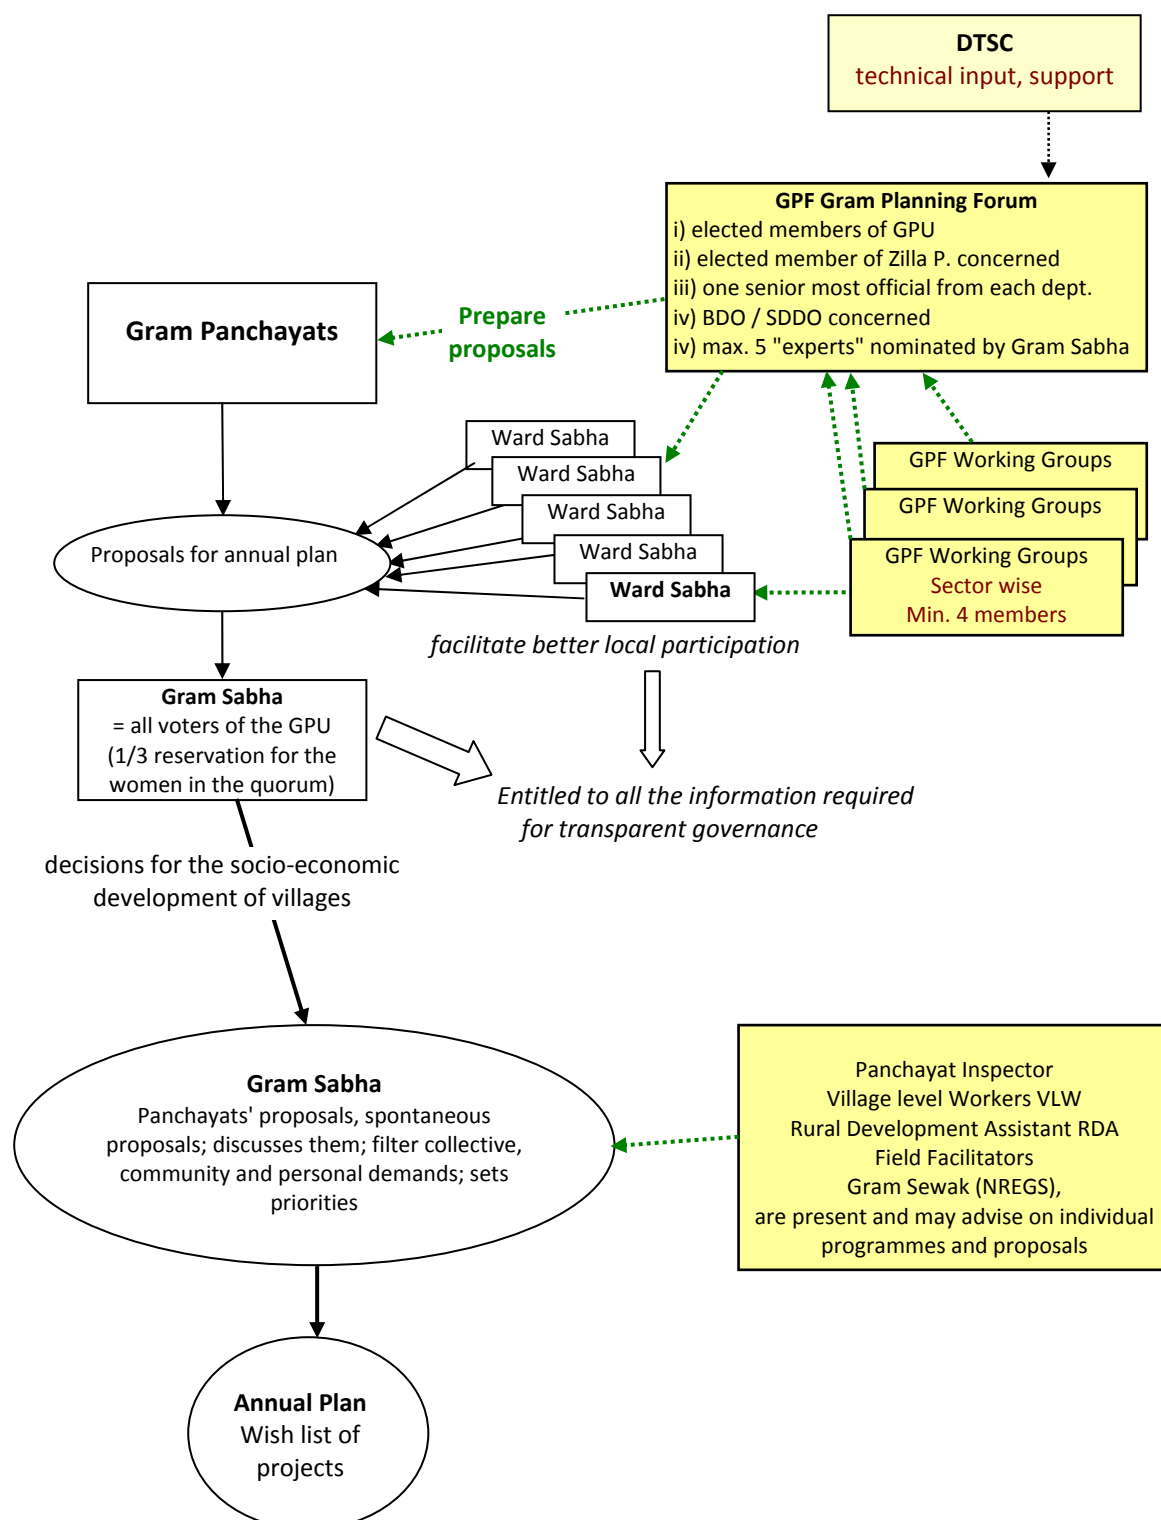 DTSC
technical input, support
GPF Gram Planning Forum
i) elected members of GPU
ii) elected member of Zilla P. concerned
iii) one senior most official from each dept.
iv) BDO / SDDO concerned
iv) max. 5 "experts" nominated by Gram Sabha
Prepare
proposals
Gram Panchayats
Ward Sabha
Ward Sabha
Ward Sabha
Ward Sabha
Ward Sabha
GPF Working Groups
GPF Working Groups
GPF Working Groups
Sector wise
Min. 4 members
Proposals for annual plan
facilitate better local participation
Gram Sabha
= all voters of the GPU
(1/3 reservation for the
women in the quorum)
Entitled to all the information required
for transparent governance
decisions for the socio-economic
development of villages
Gram Sabha
Panchayats' proposals, spontaneous
proposals; discusses them; filter collective,
community and personal demands; sets
priorities
Panchayat Inspector
Village level Workers VLW
Rural Development Assistant RDA
Field Facilitators
Gram Sewak (NREGS),
are present and may advise on individual
programmes and proposals
Annual Plan
Wish list of
projects